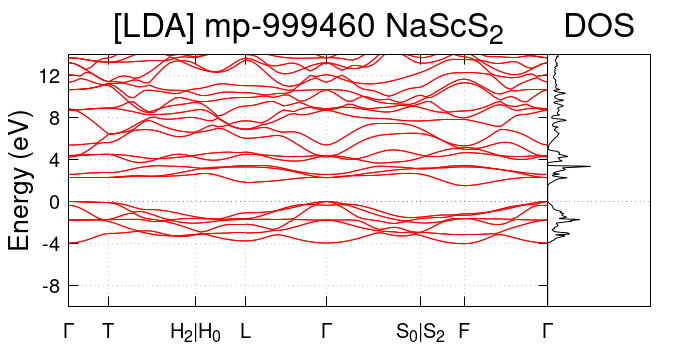 [LDA] mp-999460 NaScS₂ DOS
Energy (eV)
12
8
4
0
-4
-8
Γ T H₂|H₀ L Γ S₀|S₂ F Γ